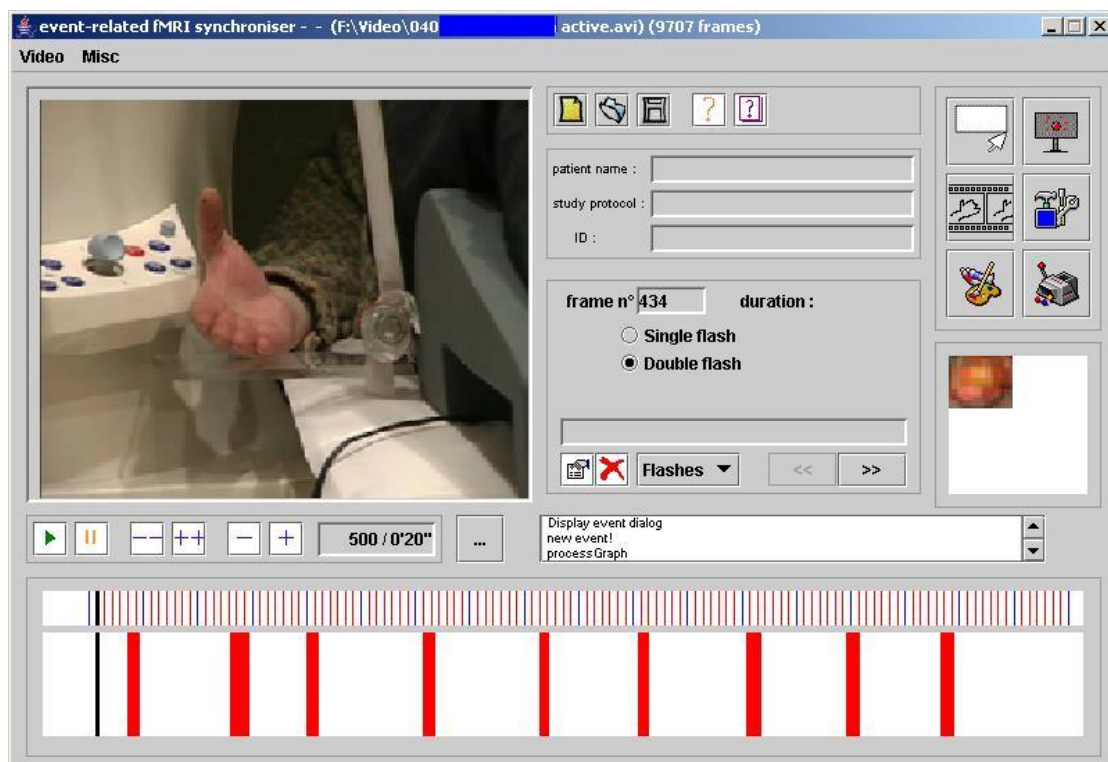 event-related fMRI synchroniser - - (F:\Video\040 active.avi) (9707 frames)
Video Misc
patient name :
study protocol :
ID :
frame n° 434 duration :
Single flash
Double flash
Flashes << >>
-- ++ - + 500 / 0'20" ...
Display event dialog
new event!
processGraph